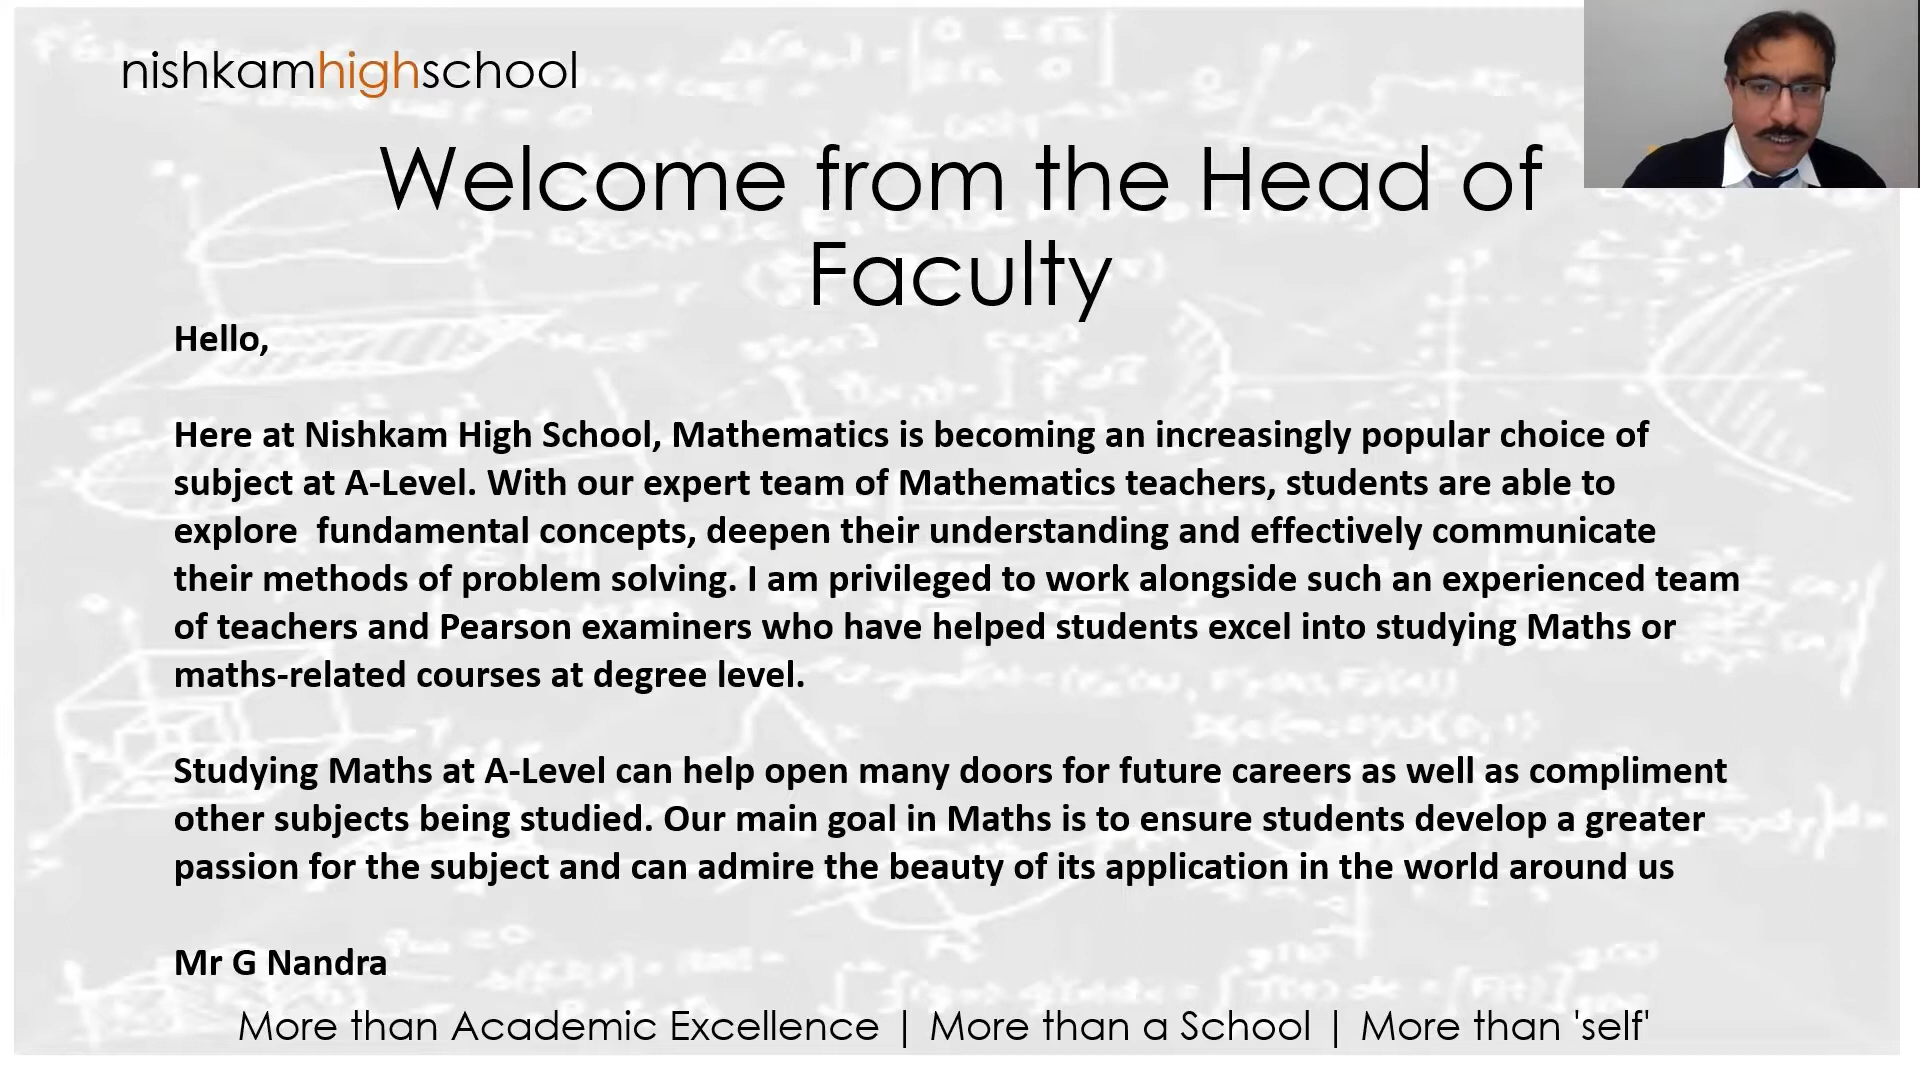 nishkamhighschool
Welcome from the Head of
Faculty
Hello,
Here at Nishkam High School, Mathematics is becoming an increasingly popular choice of
subject at A-Level. With our expert team of Mathematics teachers, students are able to
explore  fundamental concepts, deepen their understanding and effectively communicate
their methods of problem solving. I am privileged to work alongside such an experienced team
of teachers and Pearson examiners who have helped students excel into studying Maths or
maths-related courses at degree level.
Studying Maths at A-Level can help open many doors for future careers as well as compliment
other subjects being studied. Our main goal in Maths is to ensure students develop a greater
passion for the subject and can admire the beauty of its application in the world around us
Mr G Nandra
More than Academic Excellence | More than a School | More than 'self'